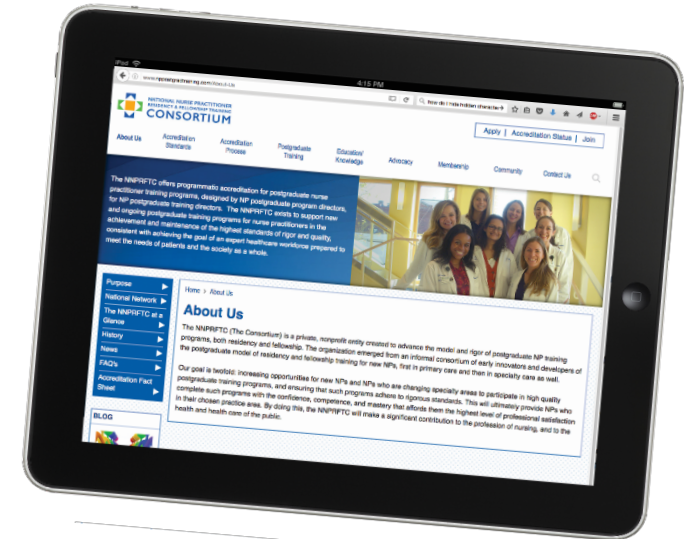 iPad
4:15 PM
www.nppostgradtraining.com/About-Us
how do I hide hidden character
NATIONAL NURSE PRACTITIONER
RESIDENCY & FELLOWSHIP TRAINING
CONSORTIUM
Apply | Accreditation Status | Join
About Us
Accreditation
Standards
Accreditation
Process
Postgraduate
Training
Education/
Knowledge
Advocacy
Membership
Community
Contact Us
The NNPRFTC offers programmatic accreditation for postgraduate nurse
practitioner training programs, designed by NP postgraduate program directors,
for NP postgraduate training directors. The NNPRFTC exists to support new
and ongoing postgraduate training programs for nurse practitioners in the
achievement and maintenance of the highest standards of rigor and quality,
consistent with achieving the goal of an expert healthcare workforce prepared to
meet the needs of patients and the society as a whole.
Purpose
National Network
The NNPRFTC at a
Glance
History
News
FAQ's
Accreditation Fact
Sheet
BLOG
Home > About Us
About Us
The NNPRFTC (The Consortium) is a private, nonprofit entity created to advance the model and rigor of postgraduate NP training
programs, both residency and fellowship. The organization emerged from an informal consortium of early innovators and developers of
the postgraduate model of residency and fellowship training for new NPs, first in primary care and then in specialty care as well.
Our goal is twofold: increasing opportunities for new NPs and NPs who are changing specialty areas to participate in high quality
postgraduate training programs, and ensuring that such programs adhere to rigorous standards. This will ultimately provide NPs who
complete such programs with the confidence, competence, and mastery that affords them the highest level of professional satisfaction
in their chosen practice area. By doing this, the NNPRFTC will make a significant contribution to the profession of nursing, and to the
health and health care of the public.